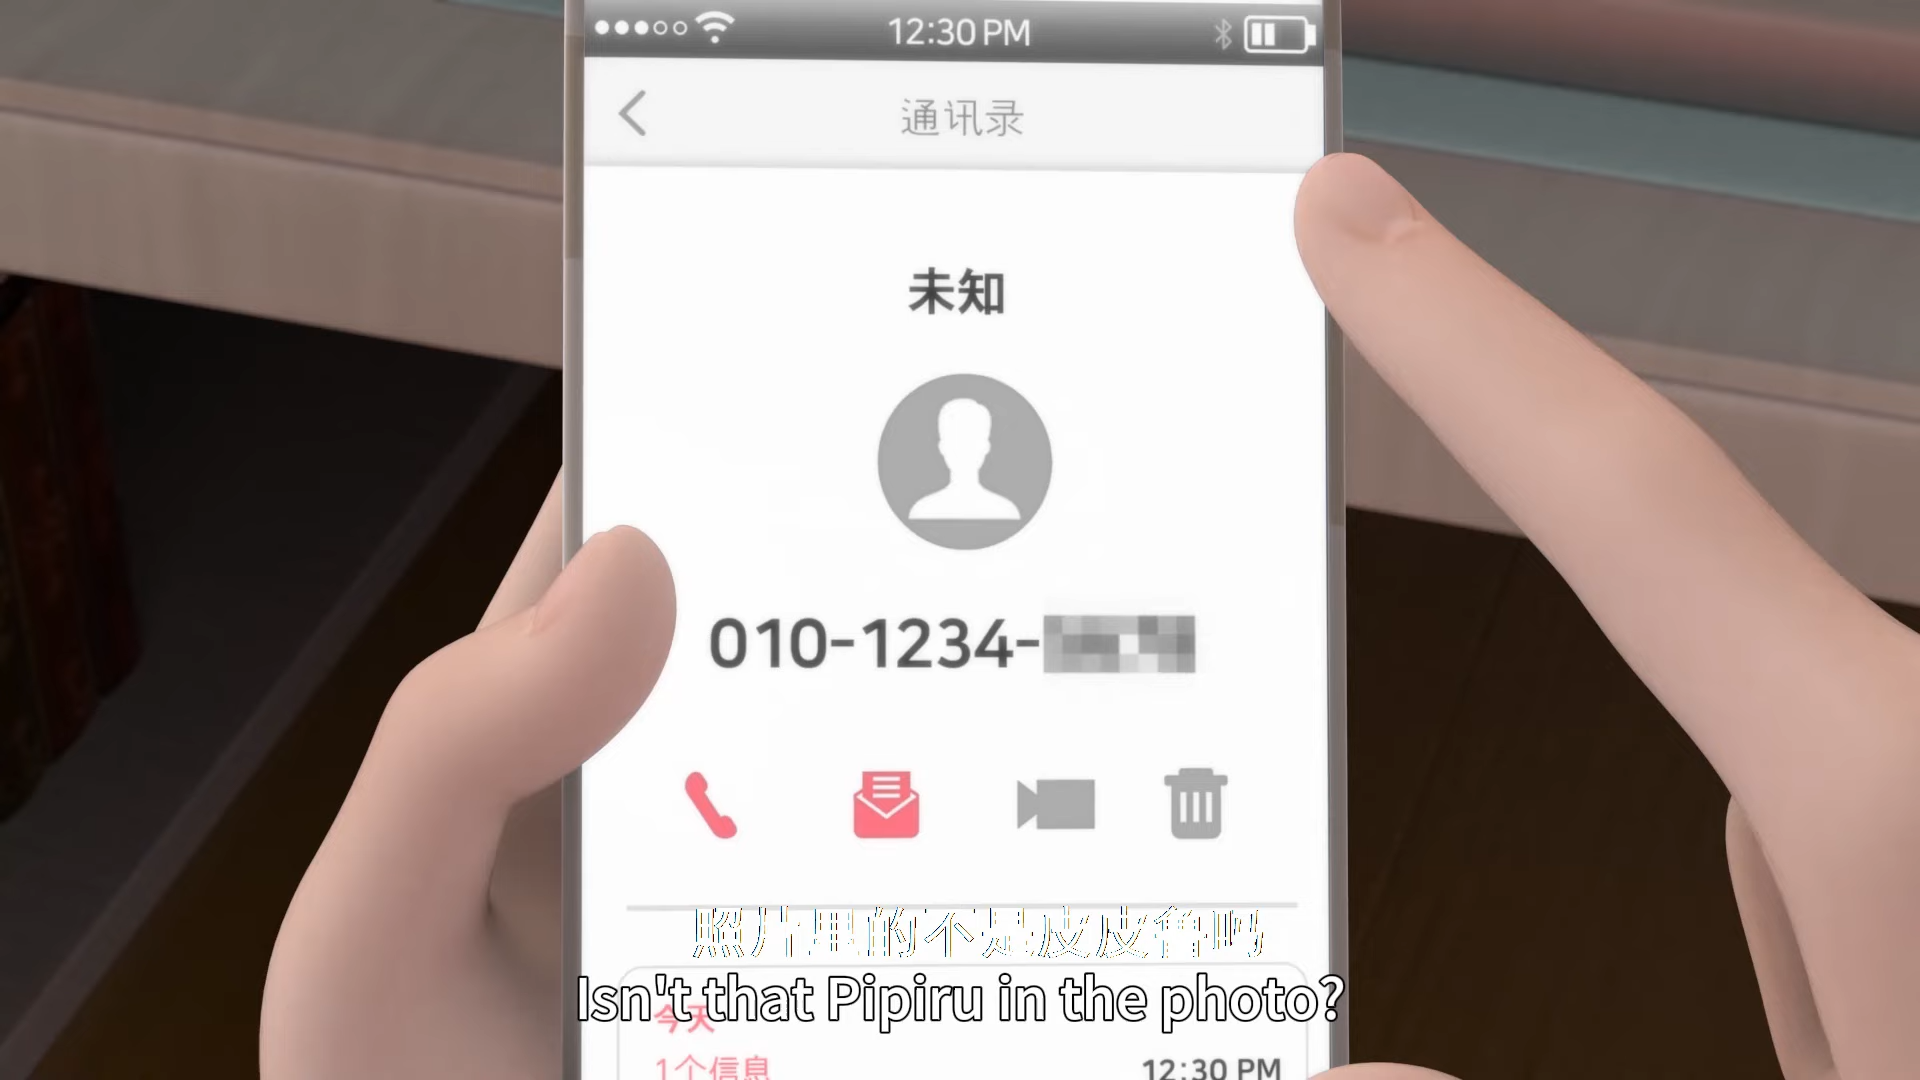 12:30 PM
通讯录
未知
010-1234-
照片里的不是皮皮鲁吗
Isn't that Pipiru in the photo?
今天
1个信息
12:30 PM